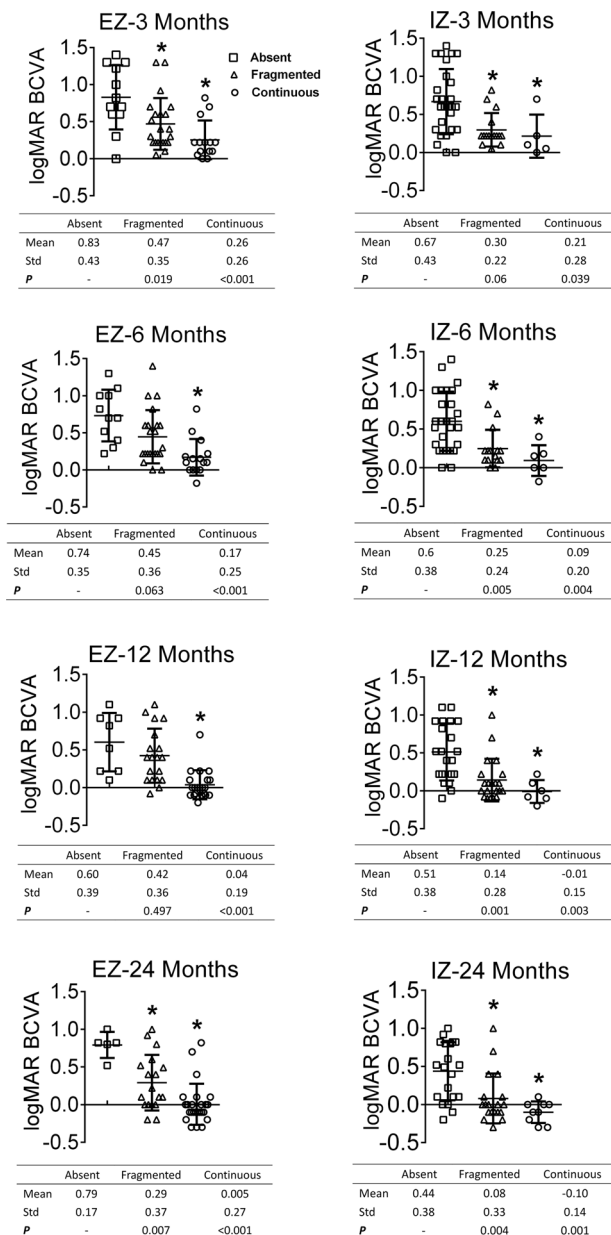 EZ-3 Months
logMAR BCVA
1.5
1.0
0.5
0.0
-0.5
* *
Absent
Fragmented
Continuous
Absent Fragmented Continuous
Mean 0.83 0.47 0.26
Std 0.43 0.35 0.26
P - 0.019 <0.001
IZ-3 Months
logMAR BCVA
1.5
1.0
0.5
0.0
-0.5
* *
Absent Fragmented Continuous
Mean 0.67 0.30 0.21
Std 0.43 0.22 0.28
P - 0.06 0.039
EZ-6 Months
logMAR BCVA
1.5
1.0
0.5
0.0
-0.5
*
Absent Fragmented Continuous
Mean 0.74 0.45 0.17
Std 0.35 0.36 0.25
P - 0.063 <0.001
IZ-6 Months
logMAR BCVA
1.5
1.0
0.5
0.0
-0.5
* *
Absent Fragmented Continuous
Mean 0.6 0.25 0.09
Std 0.38 0.24 0.20
P - 0.005 0.004
EZ-12 Months
logMAR BCVA
1.5
1.0
0.5
0.0
-0.5
*
Absent Fragmented Continuous
Mean 0.60 0.42 0.04
Std 0.39 0.36 0.19
P - 0.497 <0.001
IZ-12 Months
logMAR BCVA
1.5
1.0
0.5
0.0
-0.5
* *
Absent Fragmented Continuous
Mean 0.51 0.14 -0.01
Std 0.38 0.28 0.15
P - 0.001 0.003
EZ-24 Months
logMAR BCVA
1.5
1.0
0.5
0.0
-0.5
* *
Absent Fragmented Continuous
Mean 0.79 0.29 0.005
Std 0.17 0.37 0.27
P - 0.007 <0.001
IZ-24 Months
logMAR BCVA
1.5
1.0
0.5
0.0
-0.5
* *
Absent Fragmented Continuous
Mean 0.44 0.08 -0.10
Std 0.38 0.33 0.14
P - 0.004 0.001